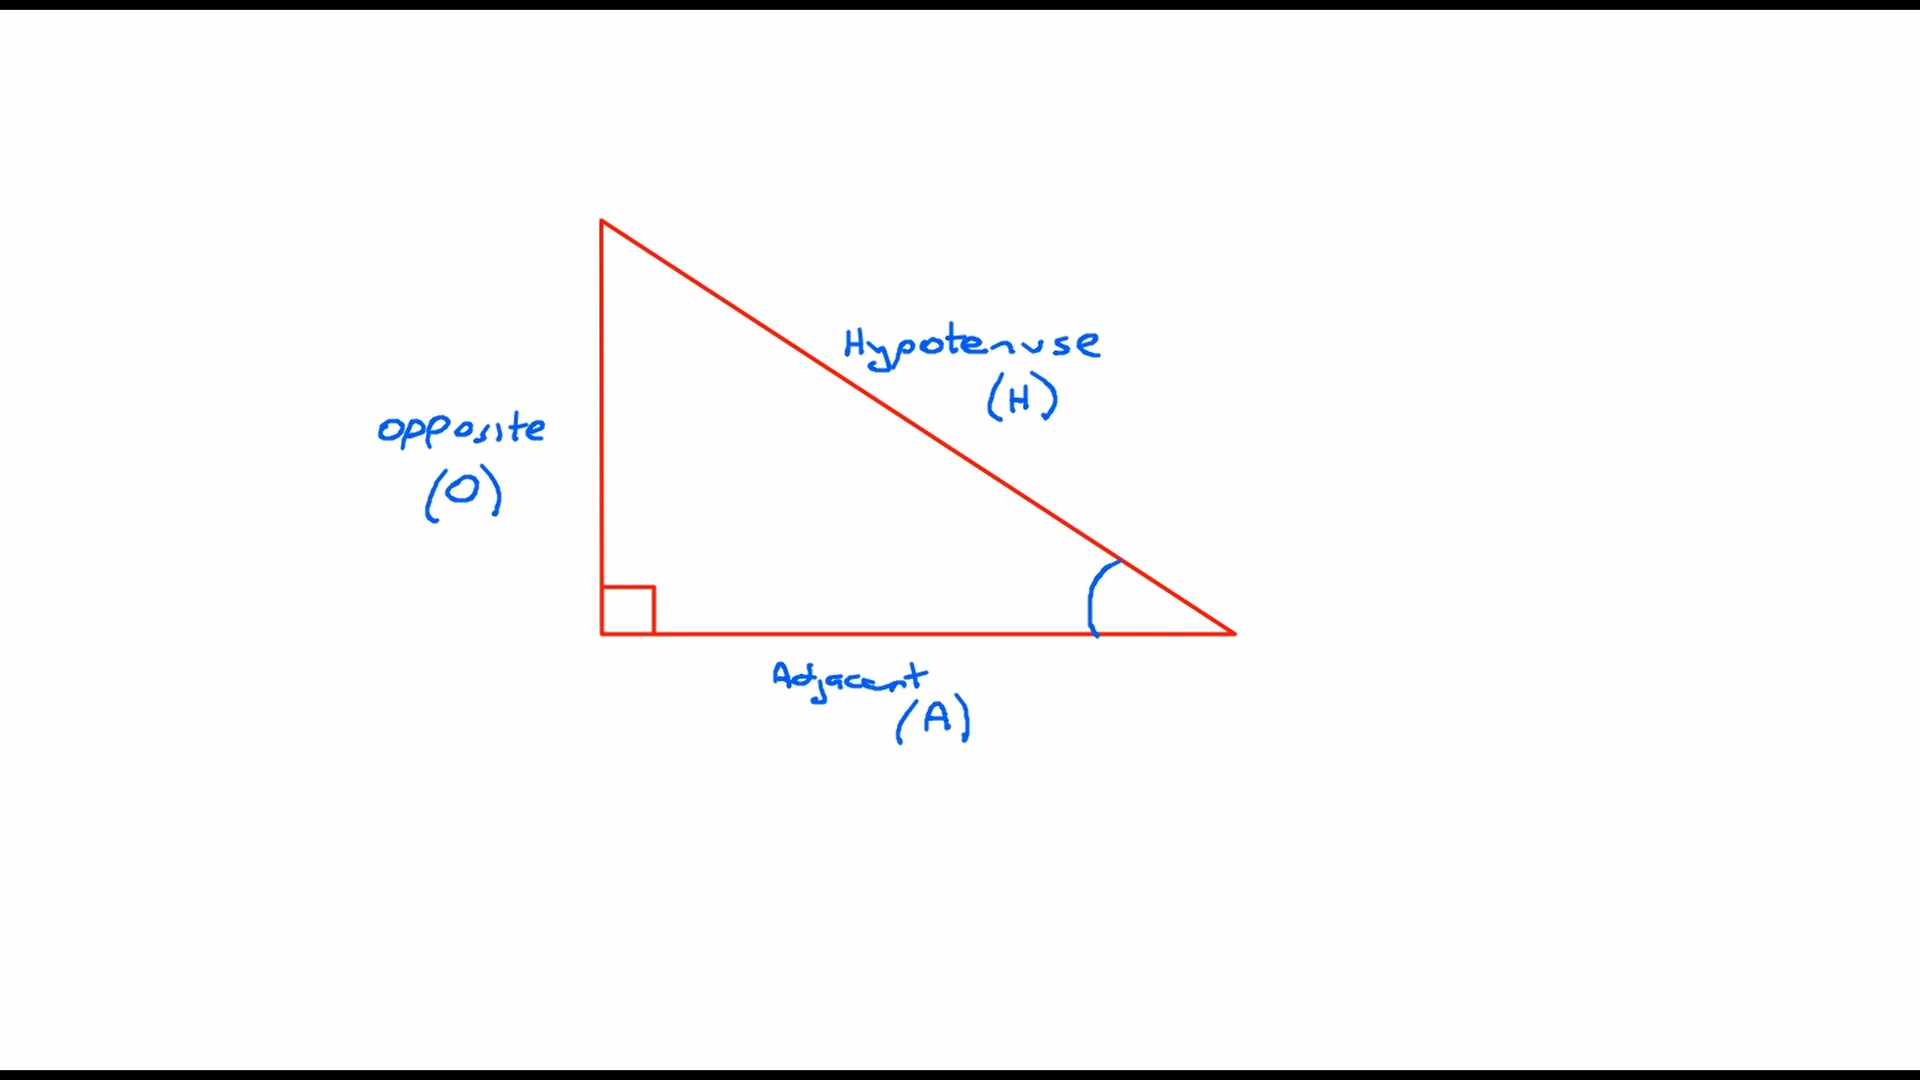 Hypotenuse
(H)
opposite
(O)
Adjacent
(A)